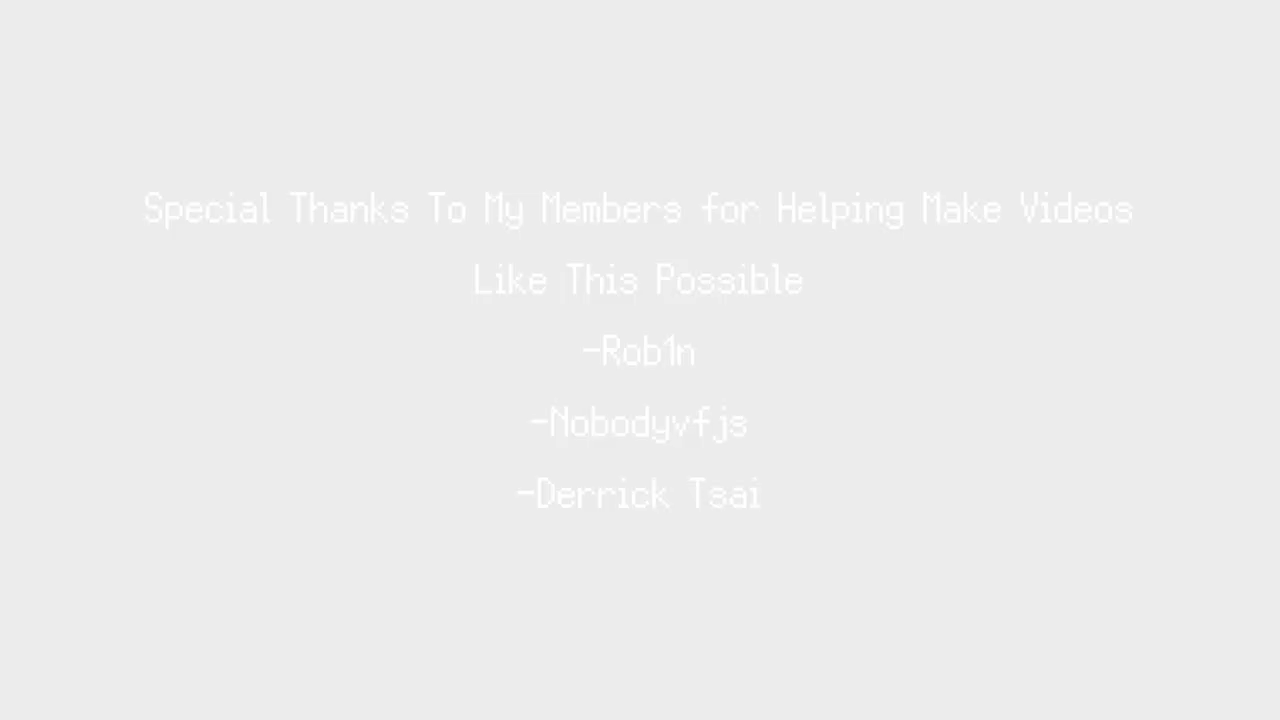 Special Thanks To My Members for Helping Make Videos
Like This Possible
-Rob1n
-Nobodyvfjs
-Derrick Tsai